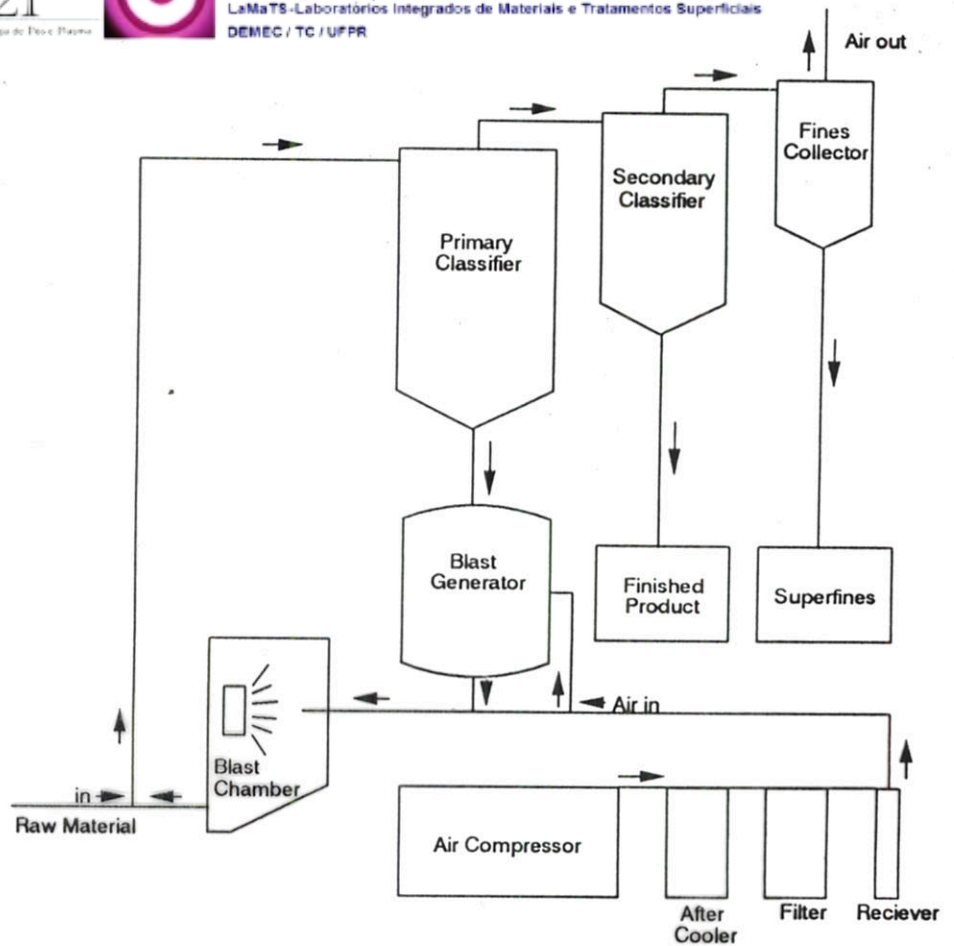 LaMaTS-Laboratórios Integrados de Materiais e Tratamentos Superficiais
DEMEC / TC / UFPR
Air out
Fines
Collector
Secondary
Classifier
Primary
Classifier
Blast
Generator
Finished
Product
Superfines
Air in
Blast
Chamber
in
Raw Material
Air Compressor
After
Cooler
Filter
Reciever